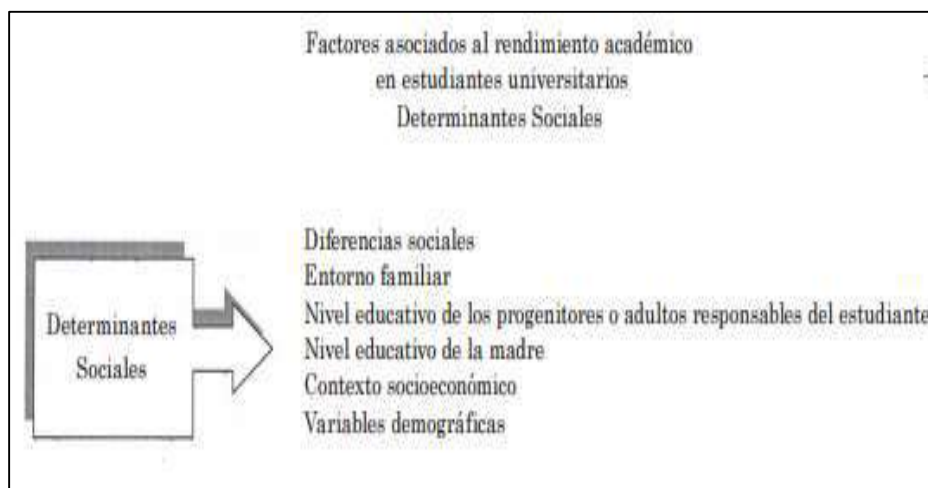 Factores asociados al rendimiento académico
en estudiantes universitarios
Determinantes Sociales
Determinantes
Sociales
Diferencias sociales
Entorno familiar
Nivel educativo de los progenitores o adultos responsables del estudiante
Nivel educativo de la madre
Contexto socioeconómico
Variables demográficas